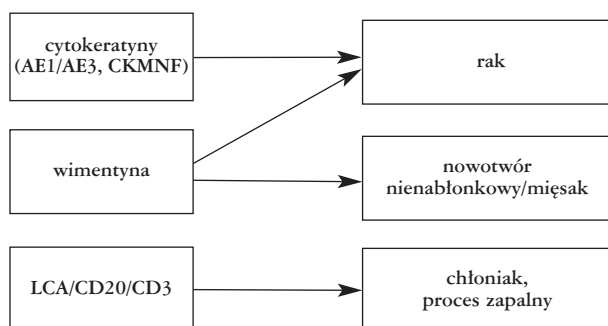 cytokeratyny
(AE1/AE3, CKMNF)
rak
wimentyna
nowotwór
nienabłonkowy/mięsak
LCA/CD20/CD3
chłoniak,
proces zapalny